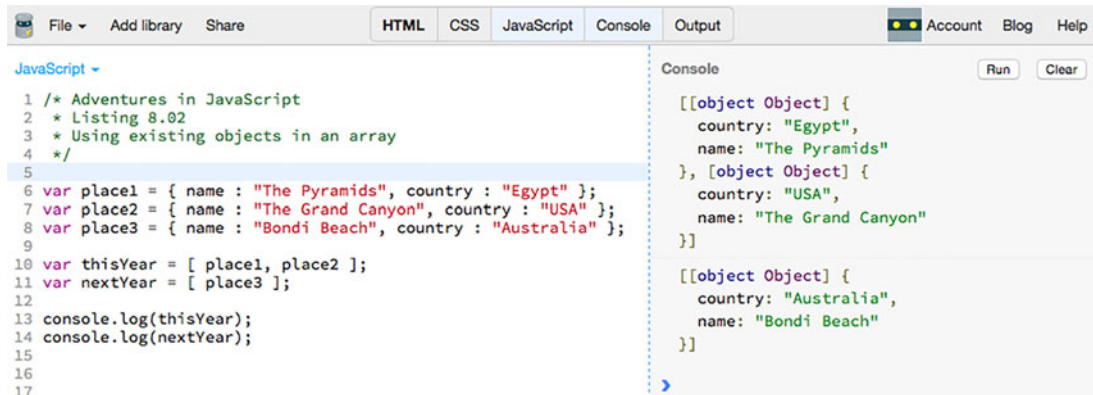 File Add library Share HTML CSS JavaScript Console Output Account Blog Help
JavaScript
1 /* Adventures in JavaScript
2 * Listing 8.02
3 * Using existing objects in an array
4 */
5
6 var place1 = { name : "The Pyramids", country : "Egypt" };
7 var place2 = { name : "The Grand Canyon", country : "USA" };
8 var place3 = { name : "Bondi Beach", country : "Australia" };
9
10 var thisYear = [ place1, place2 ];
11 var nextYear = [ place3 ];
12
13 console.log(thisYear);
14 console.log(nextYear);
15
16
17
Console Run Clear
[[object Object] {
country: "Egypt",
name: "The Pyramids"
}, [object Object] {
country: "USA",
name: "The Grand Canyon"
}]
[[object Object] {
country: "Australia",
name: "Bondi Beach"
}]